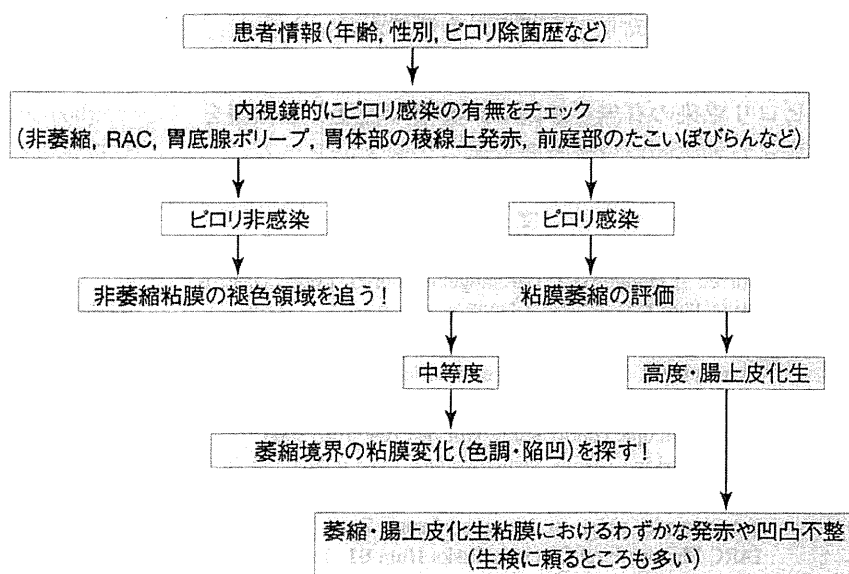 患者情報(年齢, 性別, ピロリ除菌歴など)
内視鏡的にピロリ感染の有無をチェック
(非萎縮, RAC, 胃底腺ポリープ, 胃体部の稜線上発赤, 前庭部のたこいぼびらんなど)
ピロリ非感染
ピロリ感染
非萎縮粘膜の褪色領域を追う!
粘膜萎縮の評価
中等度
高度・腸上皮化生
萎縮境界の粘膜変化(色調・陥凹)を探す!
萎縮・腸上皮化生粘膜におけるわずかな発赤や凹凸不整
(生検に頼るところも多い)